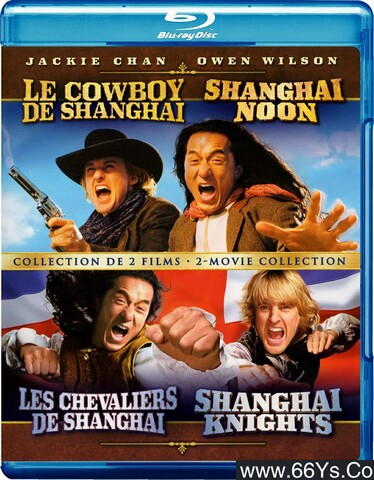 Blu-ray Disc
JACKIE CHAN OWEN WILSON
LE COWBOY
DE SHANGHAI
SHANGHAI
NOON
COLLECTION DE 2 FILMS · 2-MOVIE COLLECTION
LES CHEVALIERS
DE SHANGHAI
SHANGHAI
KNIGHTS
www.66Ys.Co